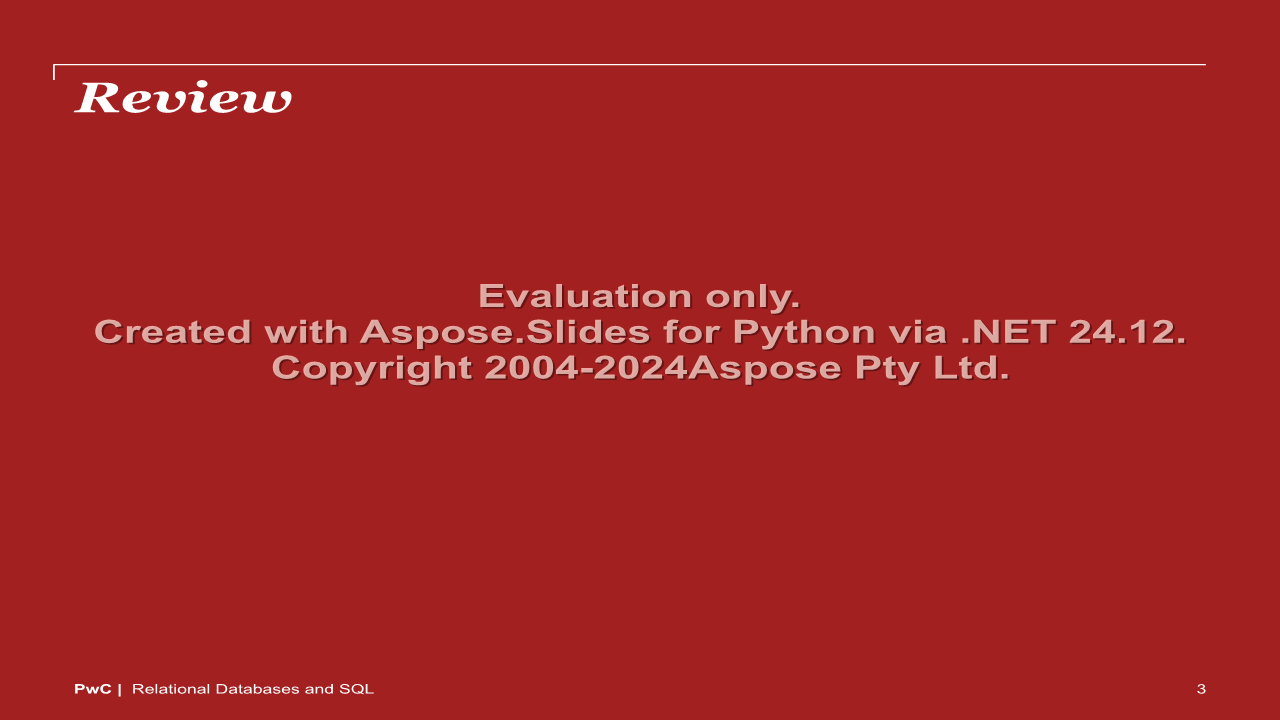 Review
Evaluation only.
Created with Aspose.Slides for Python via .NET 24.12.
Copyright 2004-2024Aspose Pty Ltd.
PwC | Relational Databases and SQL
3